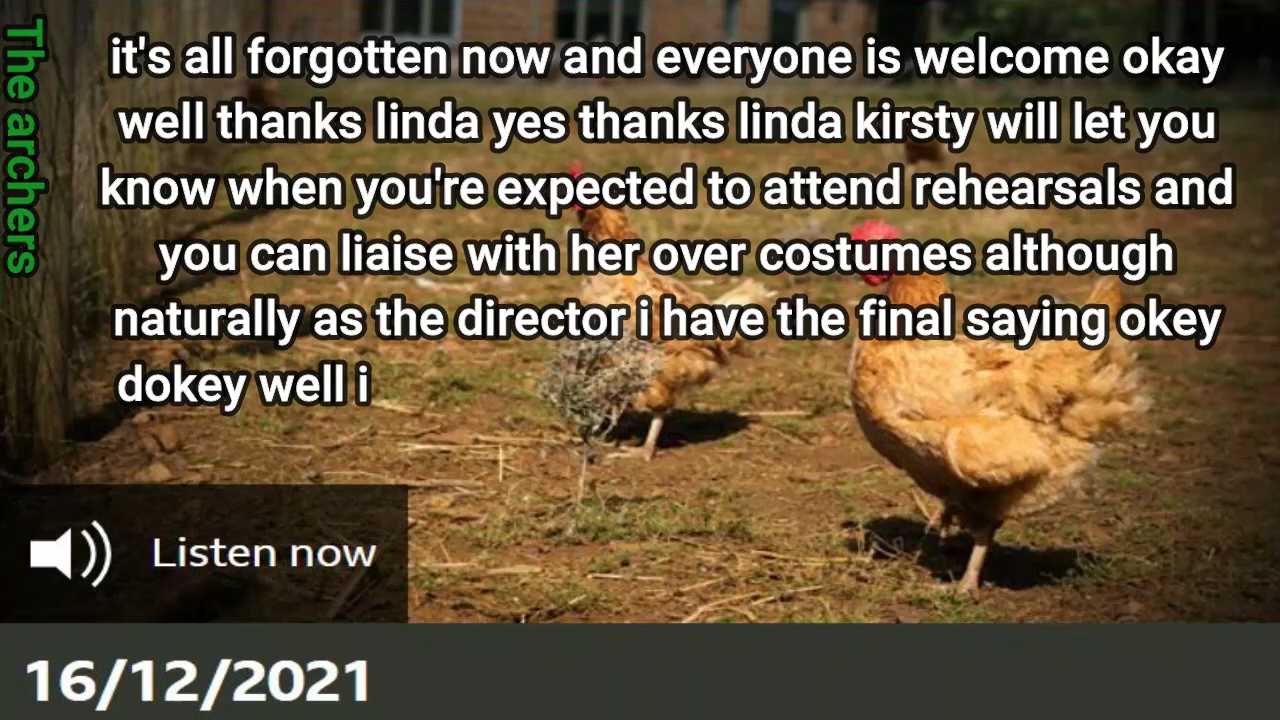 The archers
it's all forgotten now and everyone is welcome okay
well thanks linda yes thanks linda kirsty will let you
know when you're expected to attend rehearsals and
you can liaise with her over costumes although
naturally as the director i have the final saying okey
dokey well i
Listen now
16/12/2021